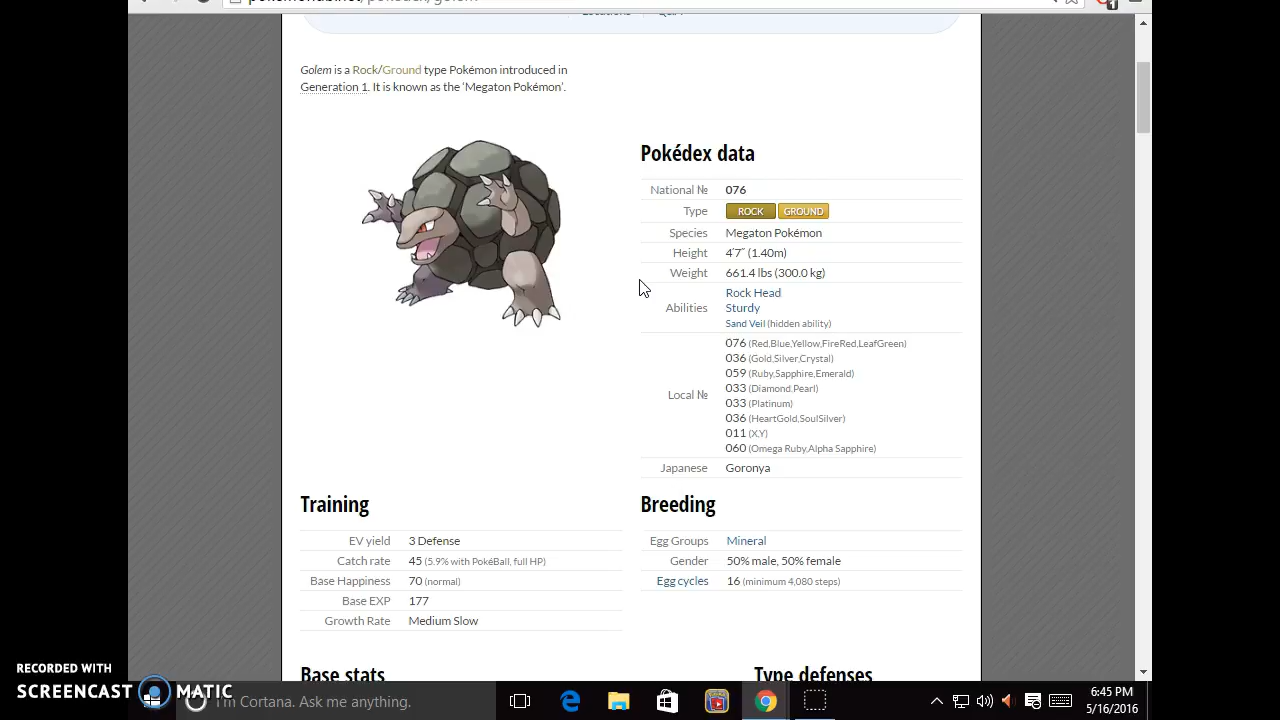 Golem is a Rock/Ground type Pokémon introduced in
Generation 1. It is known as the ‘Megaton Pokémon’.
Pokédex data
National № 076
Type ROCK GROUND
Species Megaton Pokémon
Height 4′7″ (1.40m)
Weight 661.4 lbs (300.0 kg)
Abilities Rock Head
Sturdy
Sand Veil (hidden ability)
Local № 076 (Red,Blue,Yellow,FireRed,LeafGreen)
036 (Gold,Silver,Crystal)
059 (Ruby,Sapphire,Emerald)
033 (Diamond,Pearl)
033 (Platinum)
036 (HeartGold,SoulSilver)
011 (X,Y)
060 (Omega Ruby,Alpha Sapphire)
Japanese Goronya
Training
EV yield 3 Defense
Catch rate 45 (5.9% with PokéBall, full HP)
Base Happiness 70 (normal)
Base EXP 177
Growth Rate Medium Slow
Breeding
Egg Groups Mineral
Gender 50% male, 50% female
Egg cycles 16 (minimum 4,080 steps)
Base stats
Type defenses
RECORDED WITH
SCREENCAST MATIC
I'm Cortana. Ask me anything.
6:45 PM
5/16/2016